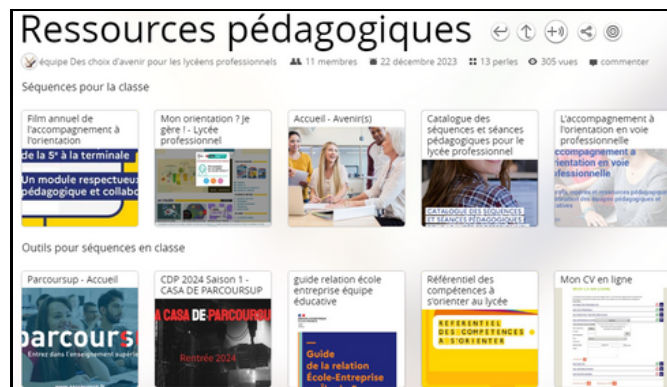 Ressources pédagogiques
équipe Des choix d'avenir pour les lycéens professionnels 11 membres 22 décembre 2023 13 perles 305 vues commenter
Séquences pour la classe
Film annuel de
l'accompagnement à
l'orientation
de la 5e à la terminale
Un module respectueux
pédagogique et collabo
Mon orientation ? Je
gère ! - Lycée
professionnel
Accueil - Avenir(s)
Catalogue des
séquences et séances
pédagogiques pour le
lycée professionnel
CATALOGUE DES SÉQUENCES
ET SÉANCES PÉDAGOGIQUES
L'accompagnement à
l'orientation en voie
professionnelle
accompagnement à
rientation en voie
ofessionnelle
Outils pour séquences en classe
Parcoursup - Accueil
parcours
Entrez dans l'enseignement supérie
CDP 2024 Saison 1 -
CASA DE PARCOURSUP
A CASA DE PARCOURSU
Rentrée 2024
guide relation école
entreprise équipe
éducative
Guide
de la relation
École-Entreprise
Référentiel des
compétences à
s'orienter au lycée
REFERENTIEL
DES COMPETENCES
A S'ORIENTER
Mon CV en ligne